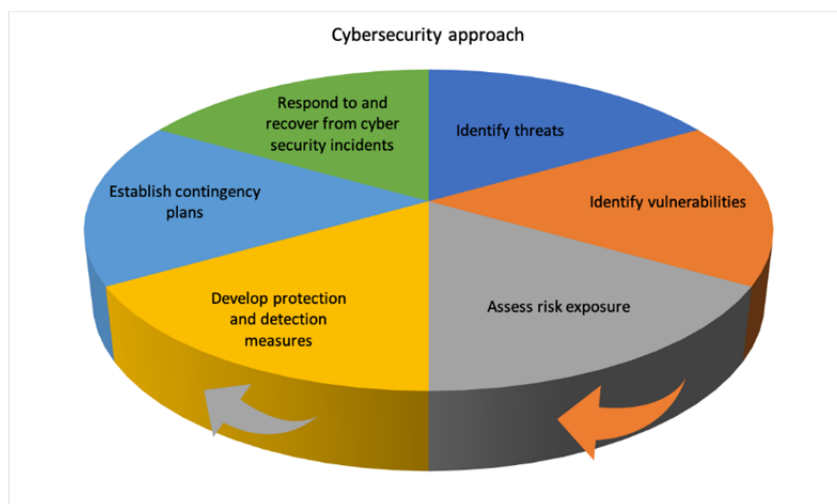 Cybersecurity approach
Identify threats
Identify vulnerabilities
Assess risk exposure
Develop protection
and detection
measures
Establish contingency
plans
Respond to and
recover from cyber
security incidents